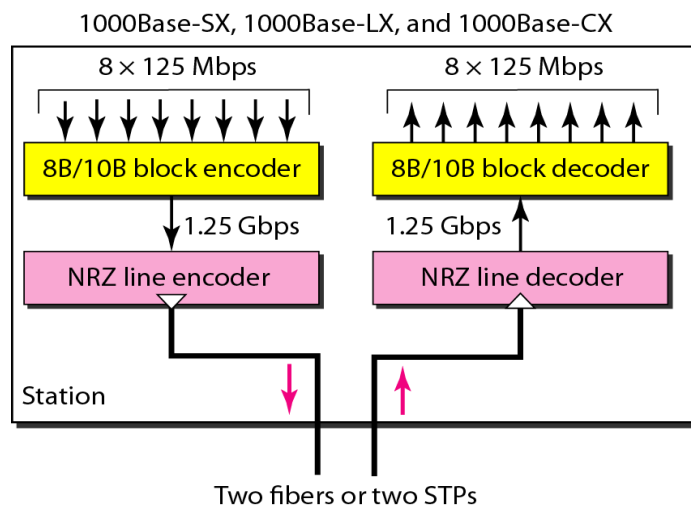 1000Base-SX, 1000Base-LX, and 1000Base-CX
8 × 125 Mbps
8 × 125 Mbps
8B/10B block encoder
8B/10B block decoder
1.25 Gbps
1.25 Gbps
NRZ line encoder
NRZ line decoder
Station
Two fibers or two STPs